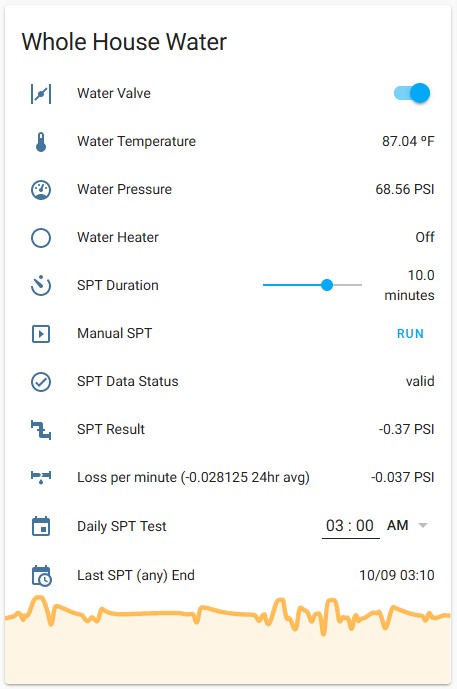 Whole House Water
Water Valve
Water Temperature 87.04 ºF
Water Pressure 68.56 PSI
Water Heater Off
SPT Duration 10.0
minutes
Manual SPT RUN
SPT Data Status valid
SPT Result -0.37 PSI
Loss per minute (-0.028125 24hr avg) -0.037 PSI
Daily SPT Test 03 : 00 AM
Last SPT (any) End 10/09 03:10